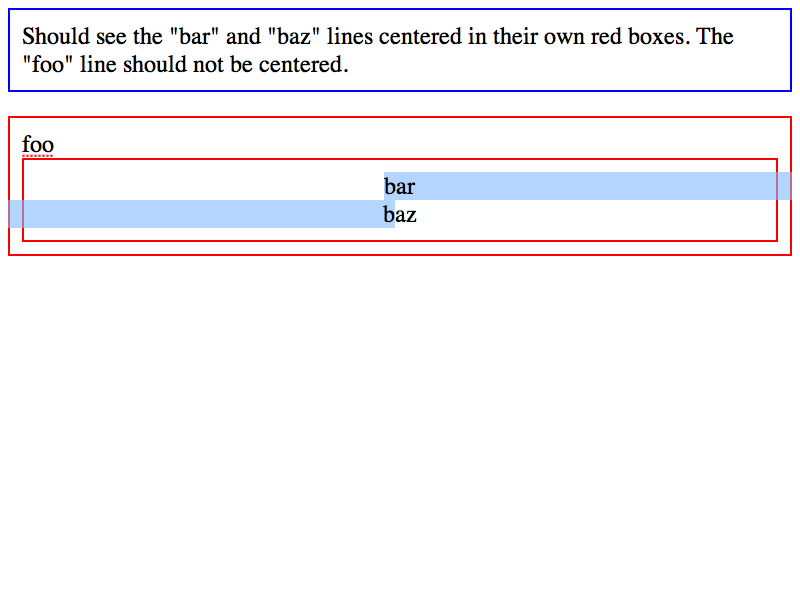 Should see the "bar" and "baz" lines centered in their own red boxes. The
"foo" line should not be centered.
foo
bar
baz